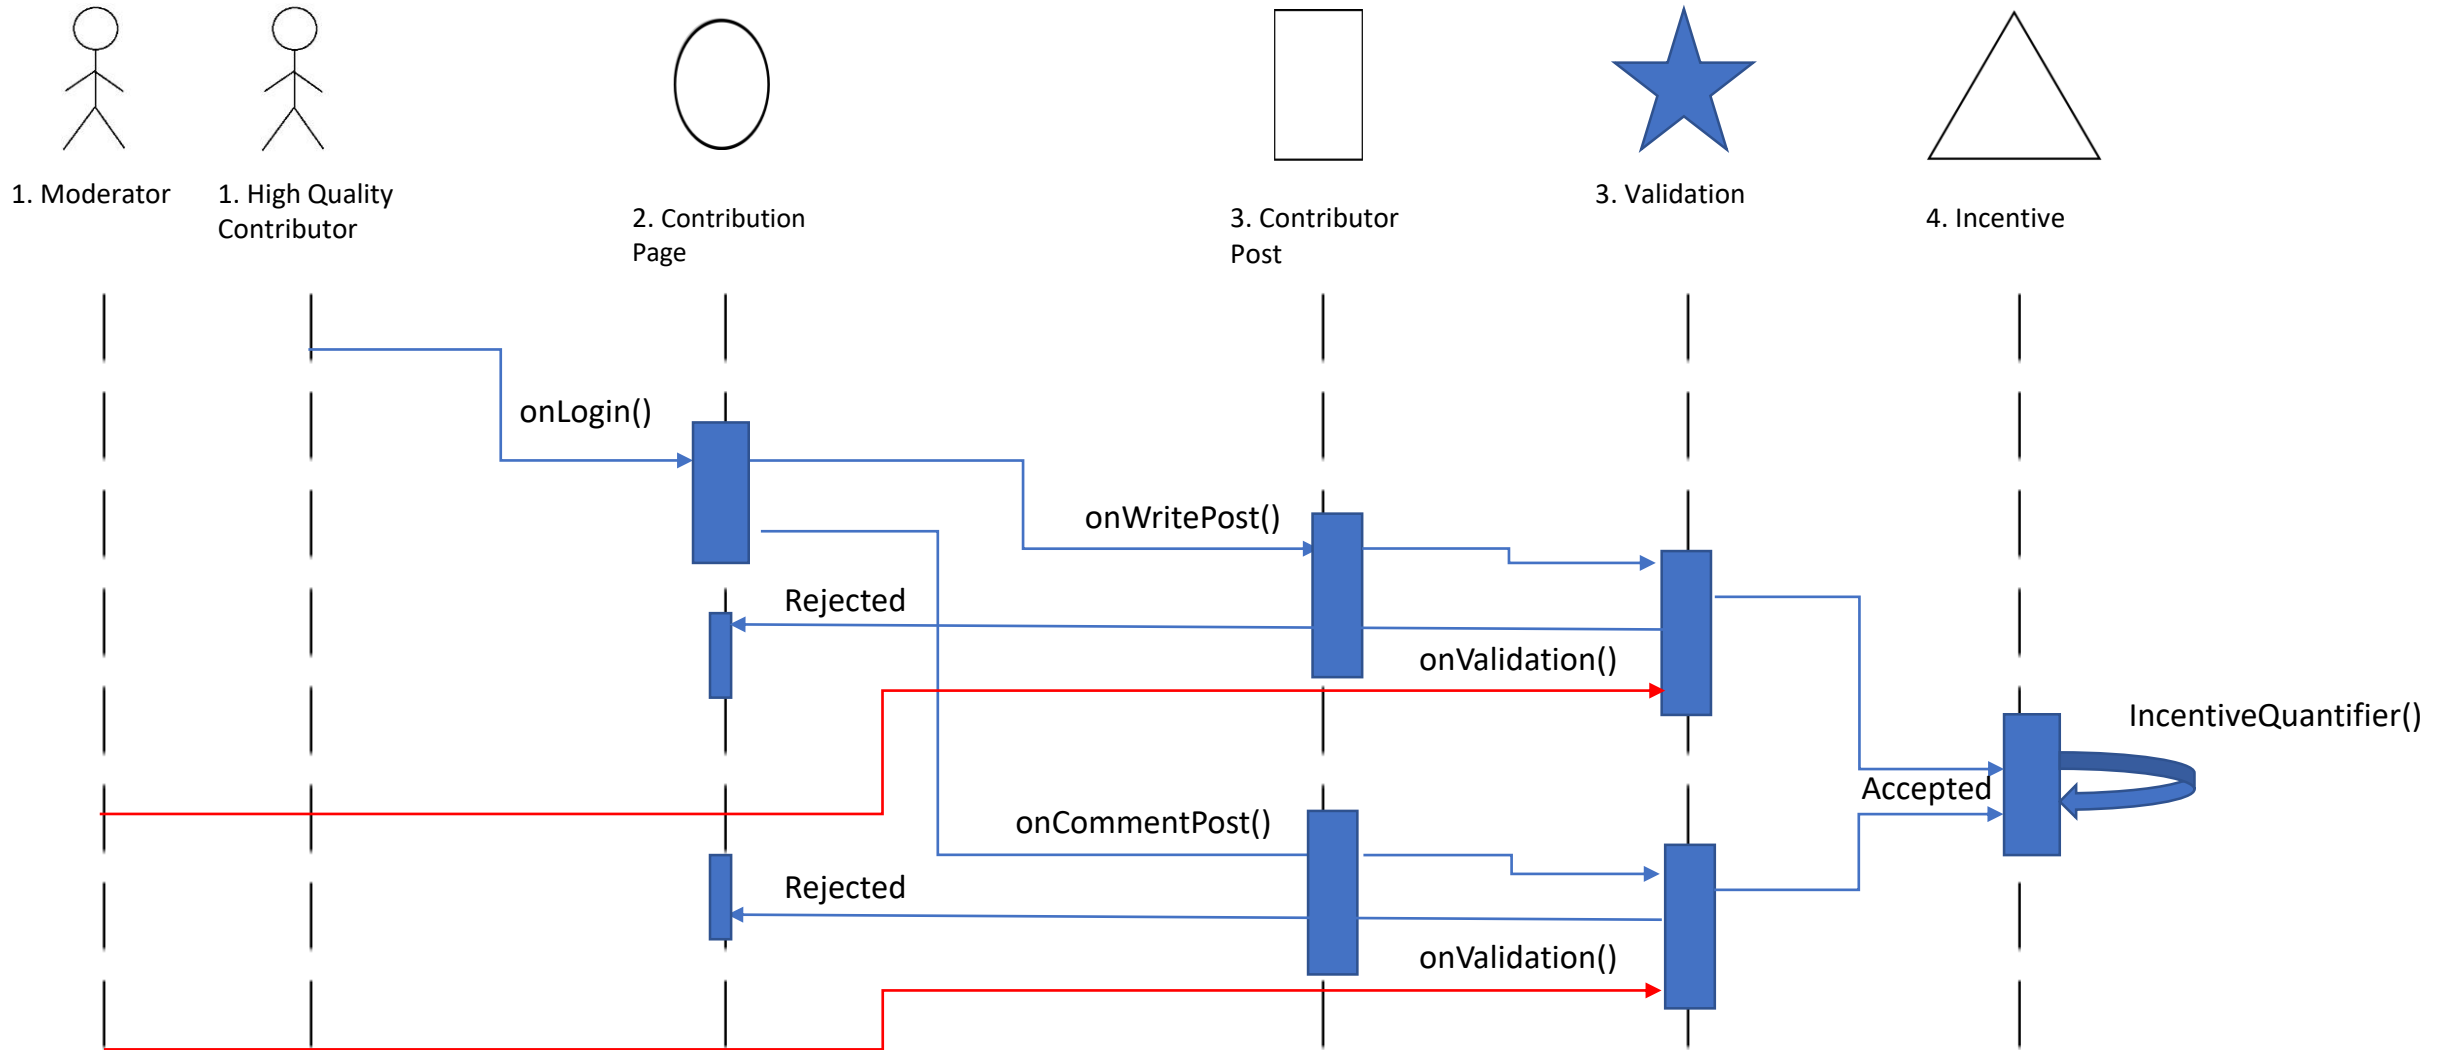 1. Moderator
1. High Quality
Contributor
2. Contribution
Page
3. Contributor
Post
3. Validation
4. Incentive
onLogin()
onWritePost()
Rejected
onValidation()
IncentiveQuantifier()
Accepted
onCommentPost()
Rejected
onValidation()